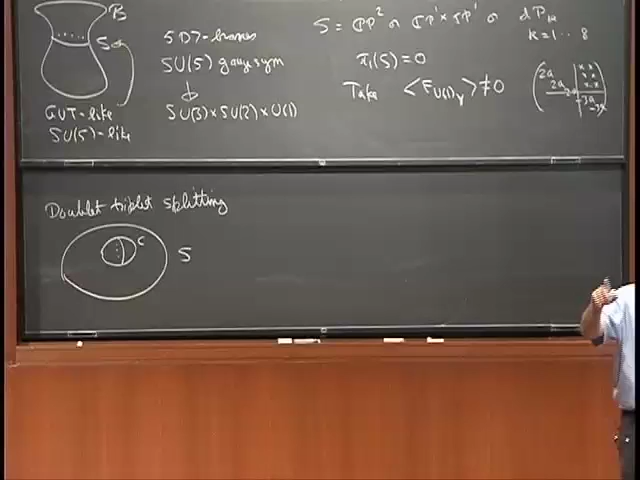 B
S
GUT-like
SU(5)-like
5 D7-branes
SU(5) gauge sym
↓
SU(3)×SU(2)×U(1)
S = ℂP² or ℂP¹×ℂP¹ or dP_k
k=1..8
π₁(S)=0
Take ⟨F_{U(1)_Y}⟩≠0
2a
2a
2a
-3a
-3a
Doublet triplet splitting
C
S